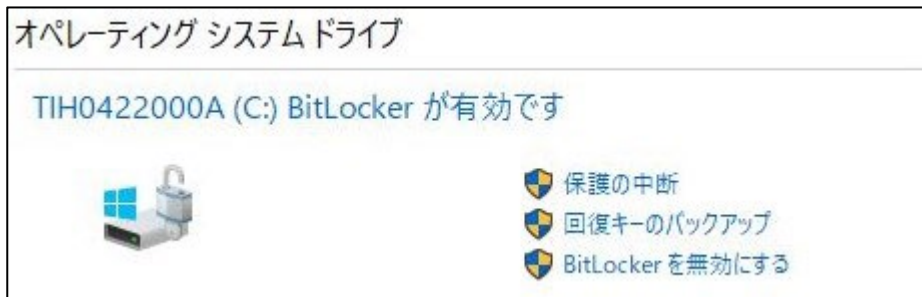 オペレーティング システム ドライブ
TIH0422000A (C:) BitLocker が有効です
保護の中断
回復キーのバックアップ
BitLocker を無効にする